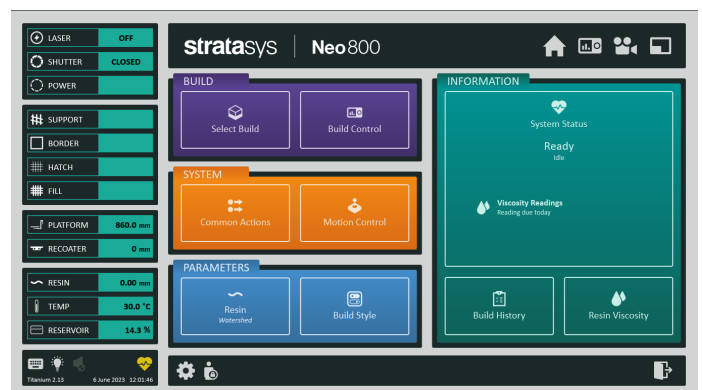 LASER OFF
SHUTTER CLOSED
POWER
SUPPORT
BORDER
HATCH
FILL
PLATFORM 860.0 mm
RECOATER 0 mm
RESIN 0.00 mm
TEMP 30.0 °C
RESERVOIR 14.3 %
Titanium 2.13 6 June 2023 12:01:46
stratasys Neo800
BUILD
Select Build
Build Control
SYSTEM
Common Actions
Motion Control
PARAMETERS
Resin
Watershed
Build Style
INFORMATION
System Status
Ready
Idle
Viscosity Readings
Reading due today
Build History
Resin Viscosity